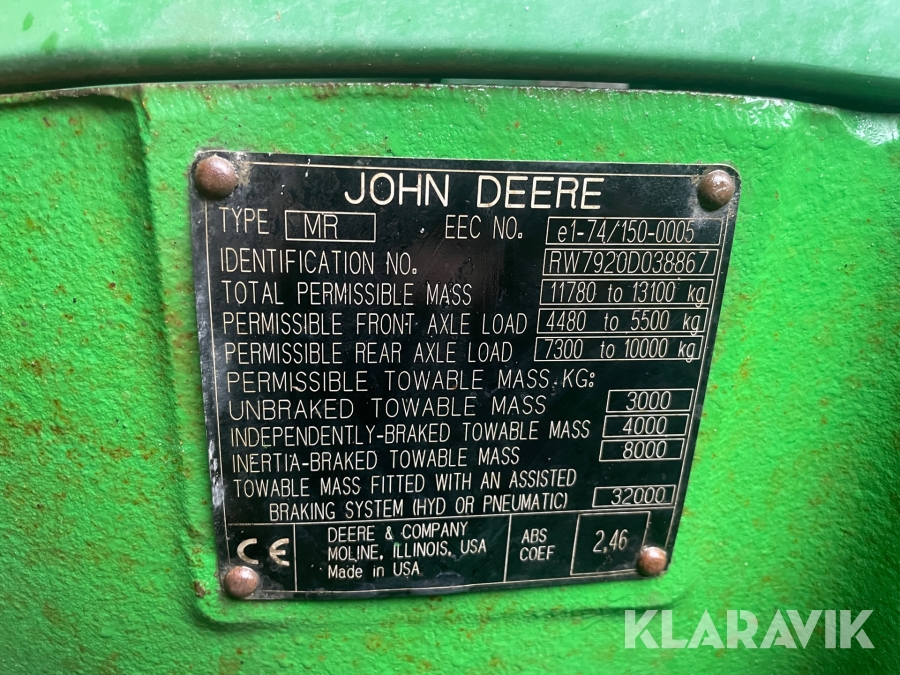 JOHN DEERE
TYPE MR EEC NO. e1-74/150-0005
IDENTIFICATION NO. RW7920D038867
TOTAL PERMISSIBLE MASS 11780 to 13100 kg
PERMISSIBLE FRONT AXLE LOAD 4480 to 5500 kg
PERMISSIBLE REAR AXLE LOAD 7300 to 10000 kg
PERMISSIBLE TOWABLE MASS KG:
UNBRAKED TOWABLE MASS 3000
INDEPENDENTLY-BRAKED TOWABLE MASS 4000
INERTIA-BRAKED TOWABLE MASS 8000
TOWABLE MASS FITTED WITH AN ASSISTED
BRAKING SYSTEM (HYD OR PNEUMATIC) 32000
CE
DEERE & COMPANY
MOLINE, ILLINOIS, USA
Made in USA
ABS
COEF
2,46
KLARAVIK